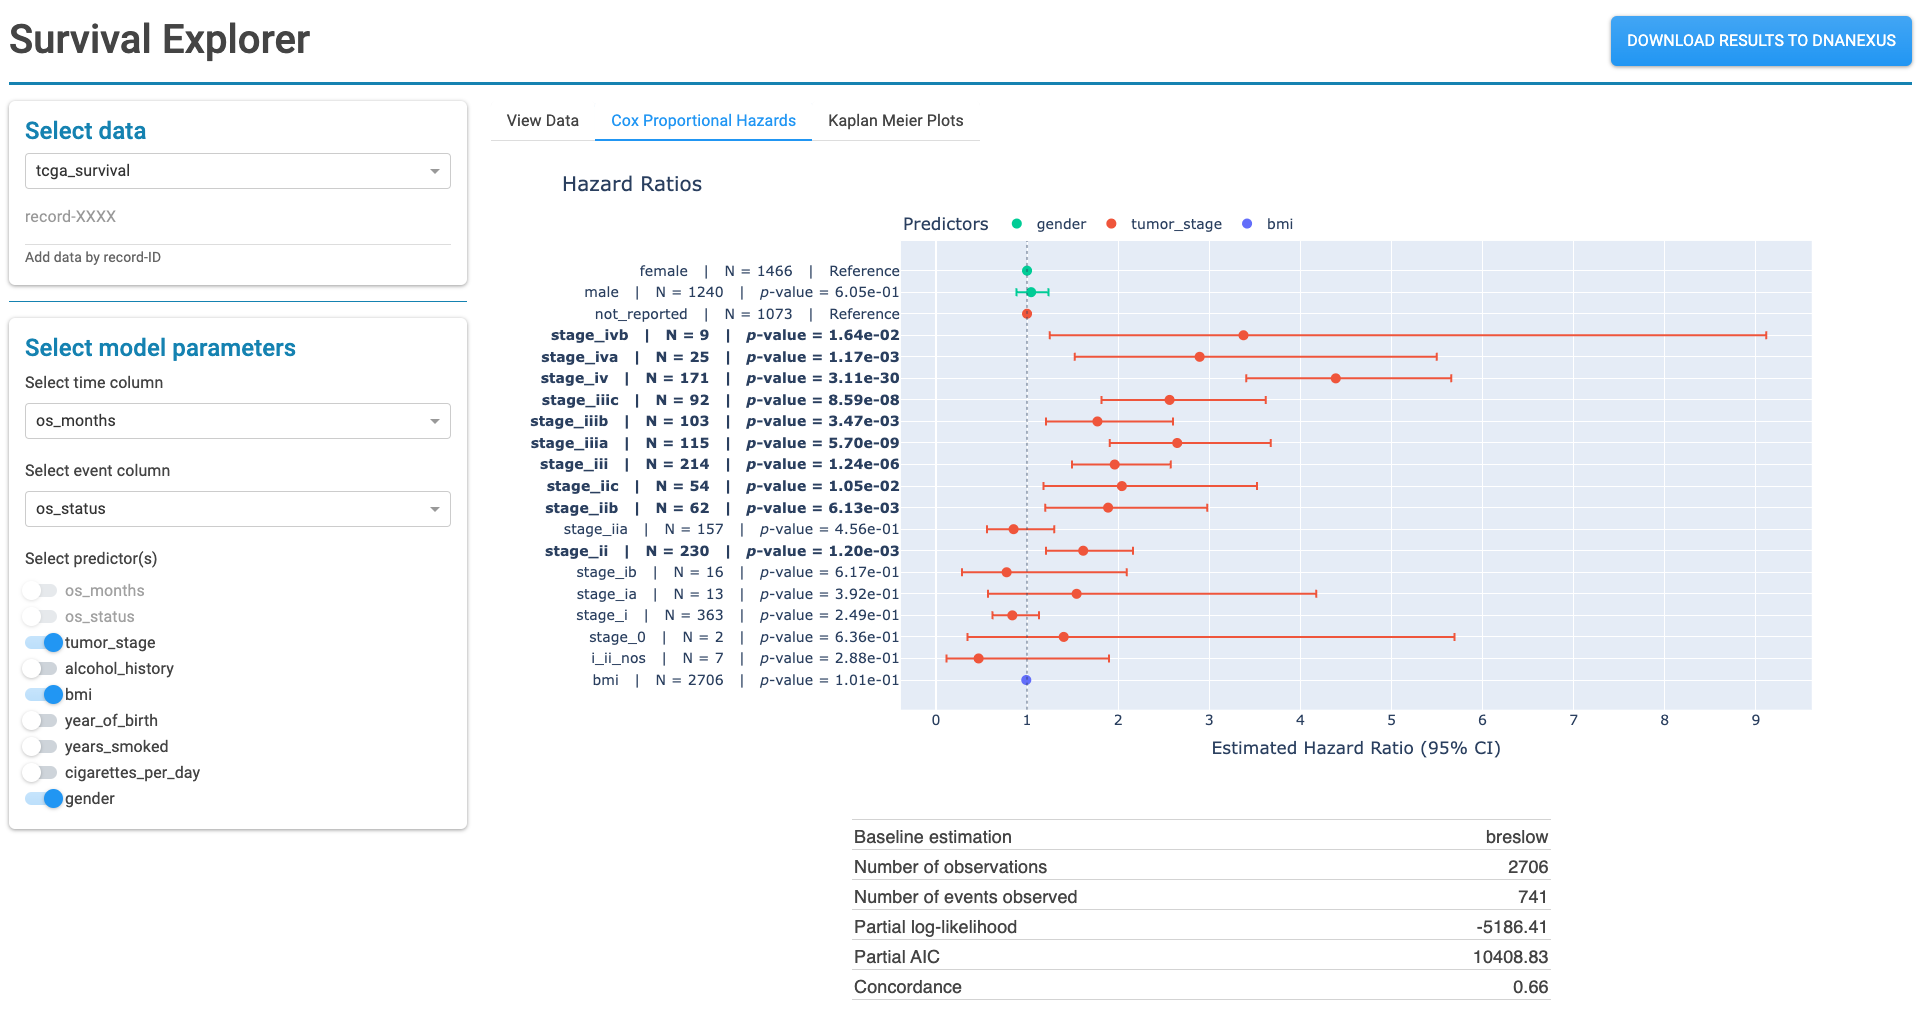 Survival Explorer
DOWNLOAD RESULTS TO DNANEXUS
Select data
tcga_survival
record-XXXX
Add data by record-ID
Select model parameters
Select time column
os_months
Select event column
os_status
Select predictor(s)
os_months
os_status
tumor_stage
alcohol_history
bmi
year_of_birth
years_smoked
cigarettes_per_day
gender
View Data Cox Proportional Hazards Kaplan Meier Plots
Hazard Ratios
Predictors gender tumor_stage bmi
female | N = 1466 | Reference
male | N = 1240 | p-value = 6.05e-01
not_reported | N = 1073 | Reference
stage_ivb | N = 9 | p-value = 1.64e-02
stage_iva | N = 25 | p-value = 1.17e-03
stage_iv | N = 171 | p-value = 3.11e-30
stage_iiic | N = 92 | p-value = 8.59e-08
stage_iiib | N = 103 | p-value = 3.47e-03
stage_iiia | N = 115 | p-value = 5.70e-09
stage_iii | N = 214 | p-value = 1.24e-06
stage_iic | N = 54 | p-value = 1.05e-02
stage_iib | N = 62 | p-value = 6.13e-03
stage_iia | N = 157 | p-value = 4.56e-01
stage_ii | N = 230 | p-value = 1.20e-03
stage_ib | N = 16 | p-value = 6.17e-01
stage_ia | N = 13 | p-value = 3.92e-01
stage_i | N = 363 | p-value = 2.49e-01
stage_0 | N = 2 | p-value = 6.36e-01
i_ii_nos | N = 7 | p-value = 2.88e-01
bmi | N = 2706 | p-value = 1.01e-01
0 1 2 3 4 5 6 7 8 9
Estimated Hazard Ratio (95% CI)
Baseline estimation breslow
Number of observations 2706
Number of events observed 741
Partial log-likelihood -5186.41
Partial AIC 10408.83
Concordance 0.66